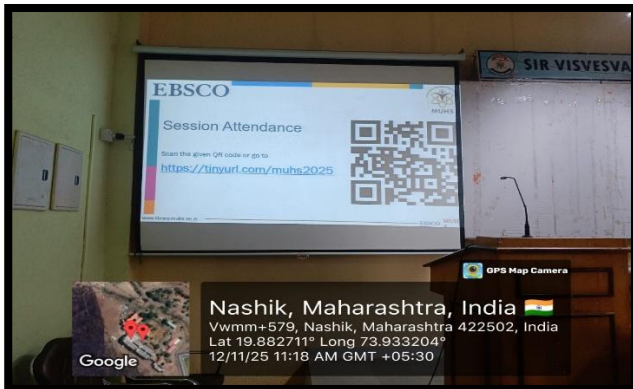 SIR VISVESVA
EBSCO
MUHS
Session Attendance
Scan the given QR code or go to
https://tinyurl.com/muhs2025
EBSCO
GPS Map Camera
Nashik, Maharashtra, India
Vwmm+579, Nashik, Maharashtra 422502, India
Lat 19.882711° Long 73.933204°
12/11/25 11:18 AM GMT +05:30
Google